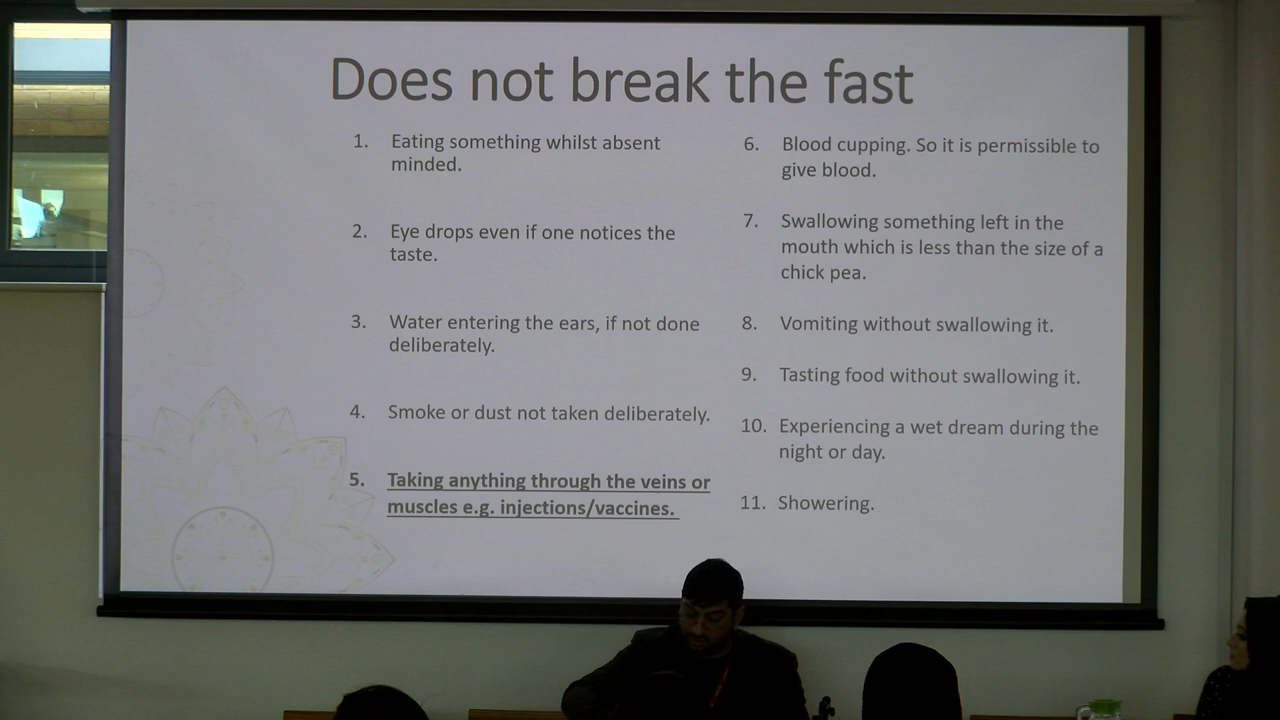 Does not break the fast
1. Eating something whilst absent
minded.
2. Eye drops even if one notices the
taste.
3. Water entering the ears, if not done
deliberately.
4. Smoke or dust not taken deliberately.
5. Taking anything through the veins or
muscles e.g. injections/vaccines.
6. Blood cupping. So it is permissible to
give blood.
7. Swallowing something left in the
mouth which is less than the size of a
chick pea.
8. Vomiting without swallowing it.
9. Tasting food without swallowing it.
10. Experiencing a wet dream during the
night or day.
11. Showering.